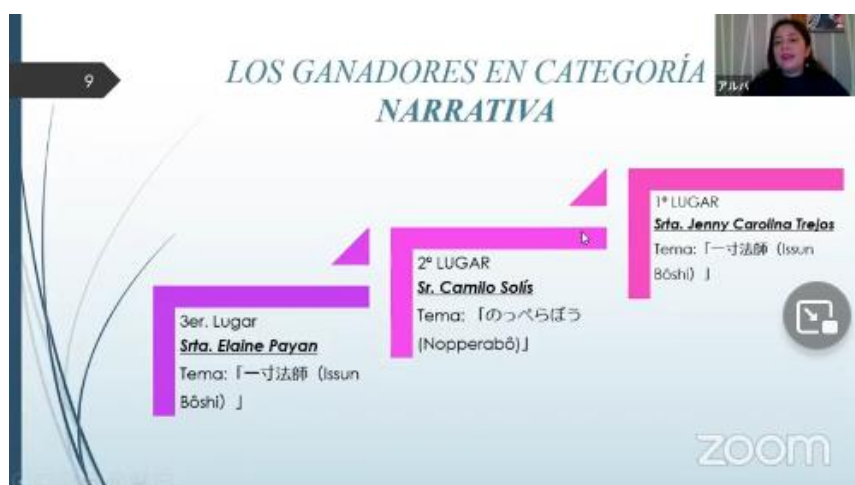 9
LOS GANADORES EN CATEGORÍA
NARRATIVA
アルバ
1° LUGAR
Srta. Jenny Carolina Trejos
Tema:「一寸法師 (Issun
Bôshi) 」
2° LUGAR
Sr. Camilo Solís
Tema: 「のっぺらぼう
(Nopperabô)」
3er. Lugar
Srta. Elaine Payan
Tema:「一寸法師 (Issun
Bôshi) 」
zoom